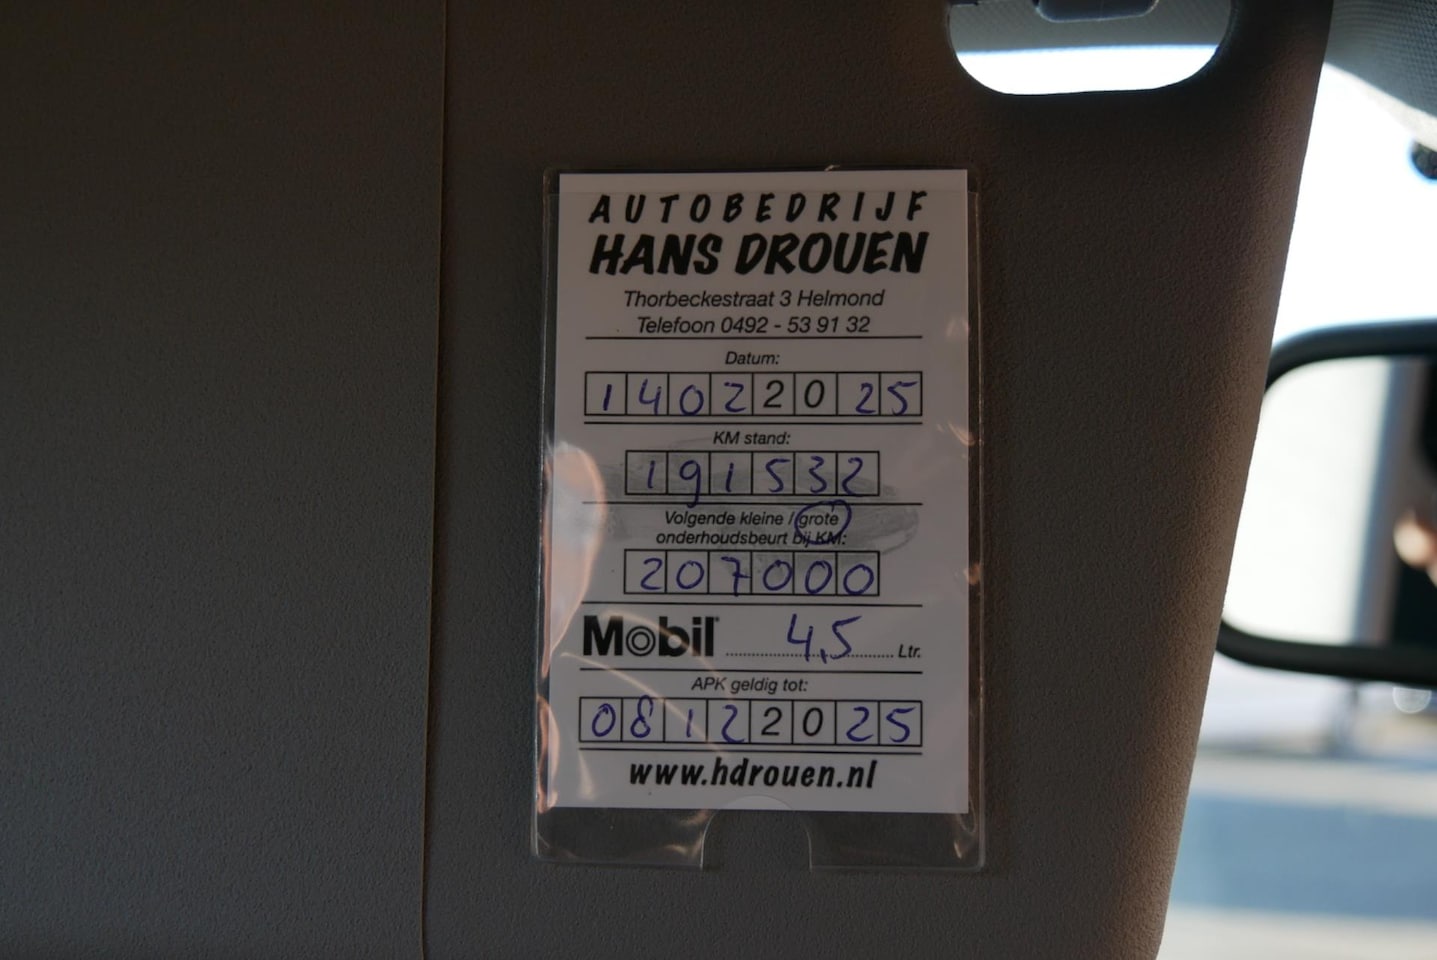 AUTOBEDRIJF
HANS DROUEN
Thorbeckestraat 3 Helmond
Telefoon 0492 - 53 91 32
Datum:
14022025
KM stand:
191532
Volgende kleine / grote
onderhoudsbeurt bij KM:
207000
Mobil 4,5 Ltr.
APK geldig tot:
08122025
www.hdrouen.nl